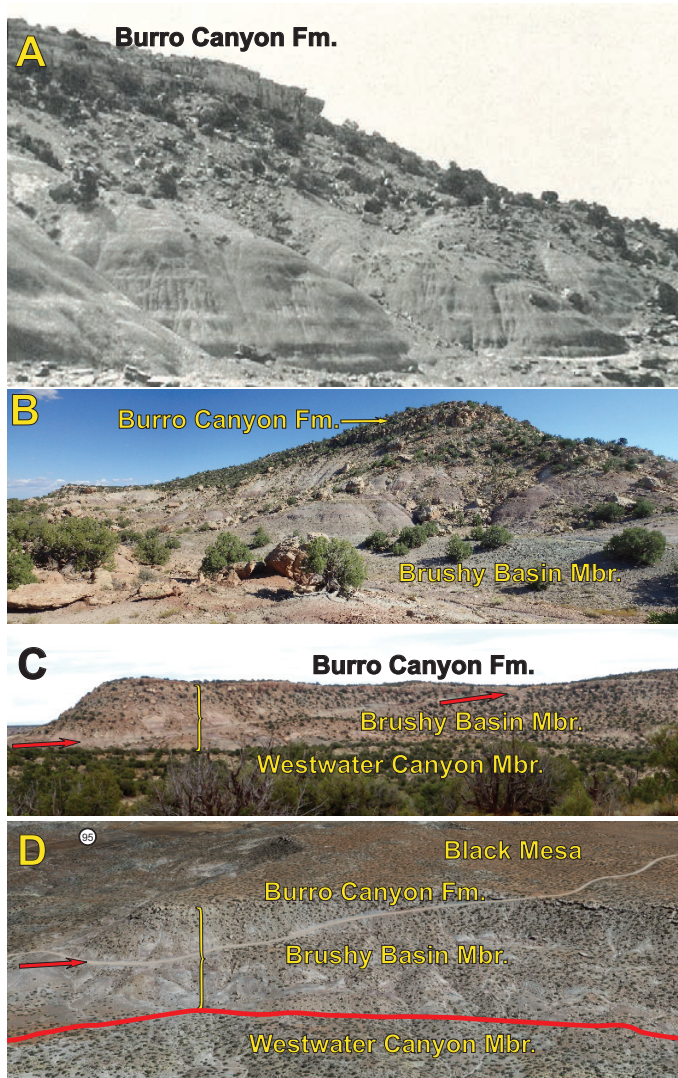 A
Burro Canyon Fm.
B
Burro Canyon Fm.
Brushy Basin Mbr.
C
Burro Canyon Fm.
Brushy Basin Mbr.
Westwater Canyon Mbr.
D
95
Black Mesa
Burro Canyon Fm.
Brushy Basin Mbr.
Westwater Canyon Mbr.